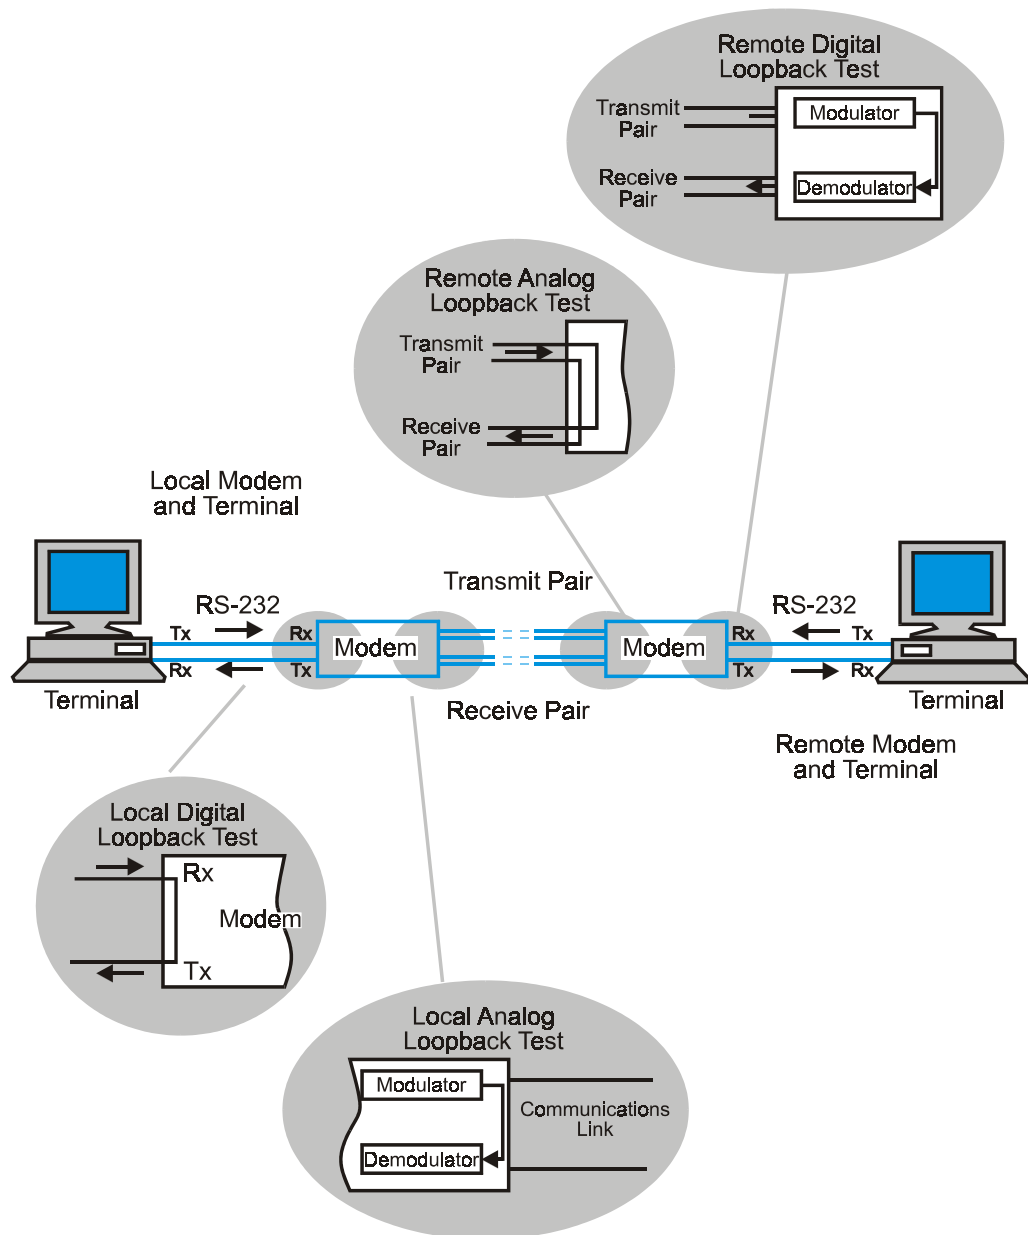 Remote Digital
Loopback Test
Transmit
Pair
Modulator
Receive
Pair
Demodulator
Remote Analog
Loopback Test
Transmit
Pair
Receive
Pair
Local Modem
and Terminal
Transmit Pair
RS-232
RS-232
Tx
Rx
Rx
Tx
Modem
Modem
Rx
Tx
Tx
Rx
Terminal
Terminal
Receive Pair
Remote Modem
and Terminal
Local Digital
Loopback Test
Rx
Modem
Tx
Local Analog
Loopback Test
Modulator
Communications
Link
Demodulator